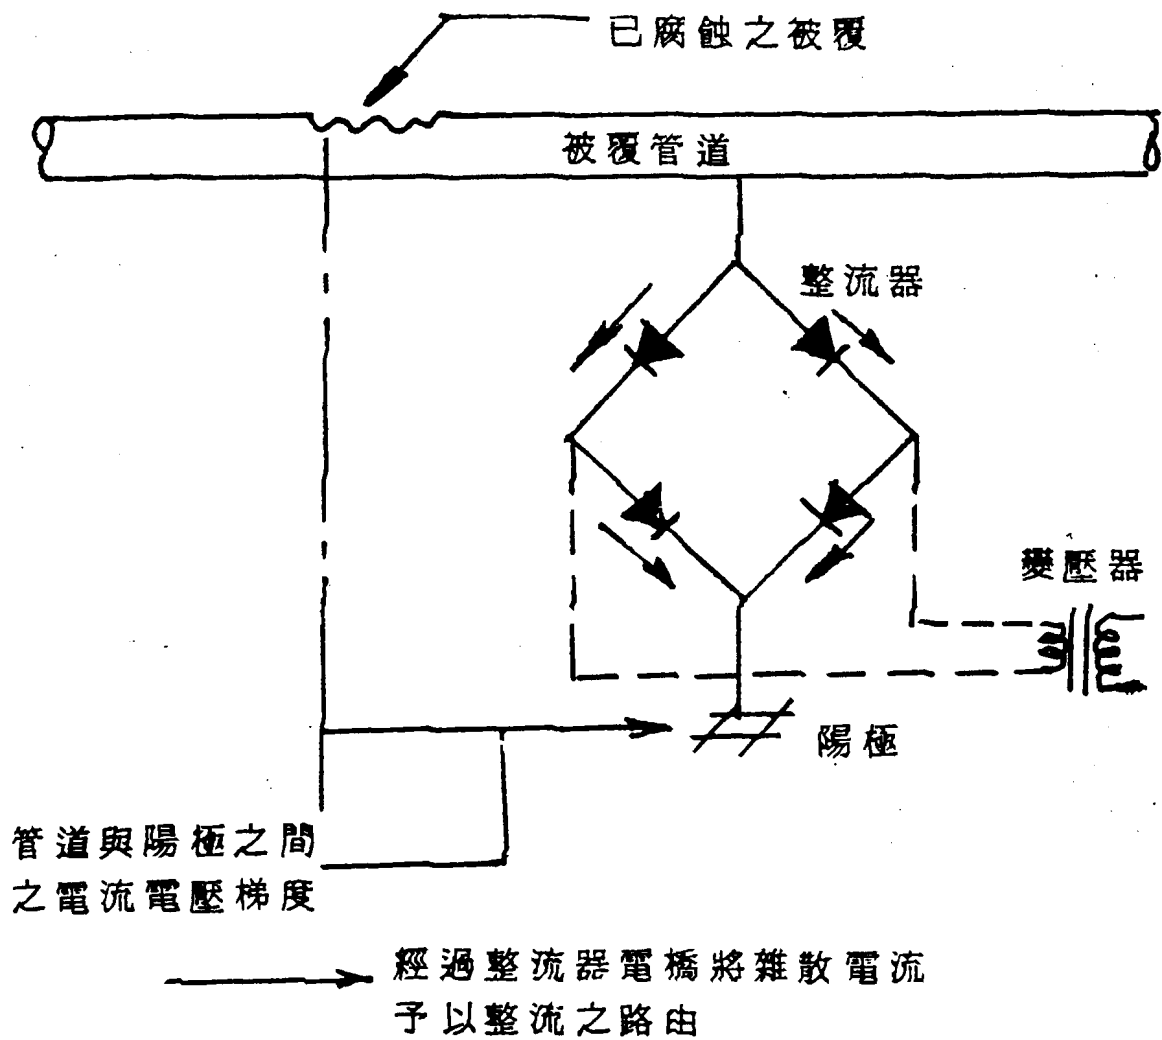 已腐蝕之被覆
被覆管道
整流器
變壓器
陽極
管道與陽極之間
之電流電壓梯度
經過整流器電橋將雜散電流
予以整流之路由